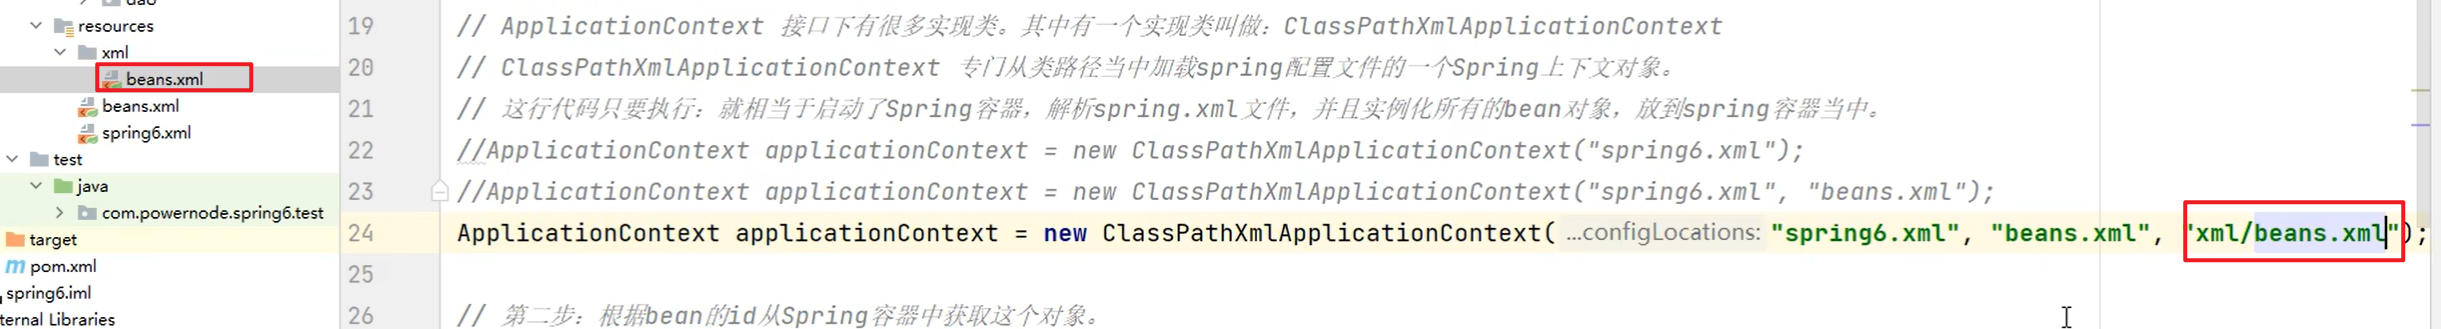 dao
resources
xml
beans.xml
beans.xml
spring6.xml
test
java
com.powernode.spring6.test
target
pom.xml
spring6.iml
ternal Libraries
19 // ApplicationContext 接口下有很多实现类。其中有一个实现类叫做：ClassPathXmlApplicationContext
20 // ClassPathXmlApplicationContext 专门从类路径当中加载spring配置文件的一个Spring上下文对象。
21 // 这行代码只要执行：就相当于启动了Spring容器，解析spring.xml文件，并且实例化所有的bean对象，放到spring容器当中。
22 //ApplicationContext applicationContext = new ClassPathXmlApplicationContext("spring6.xml");
23 //ApplicationContext applicationContext = new ClassPathXmlApplicationContext("spring6.xml", "beans.xml");
24 ApplicationContext applicationContext = new ClassPathXmlApplicationContext( ...configLocations: "spring6.xml", "beans.xml", "xml/beans.xml");
25
26 // 第二步：根据bean的id从Spring容器中获取这个对象。